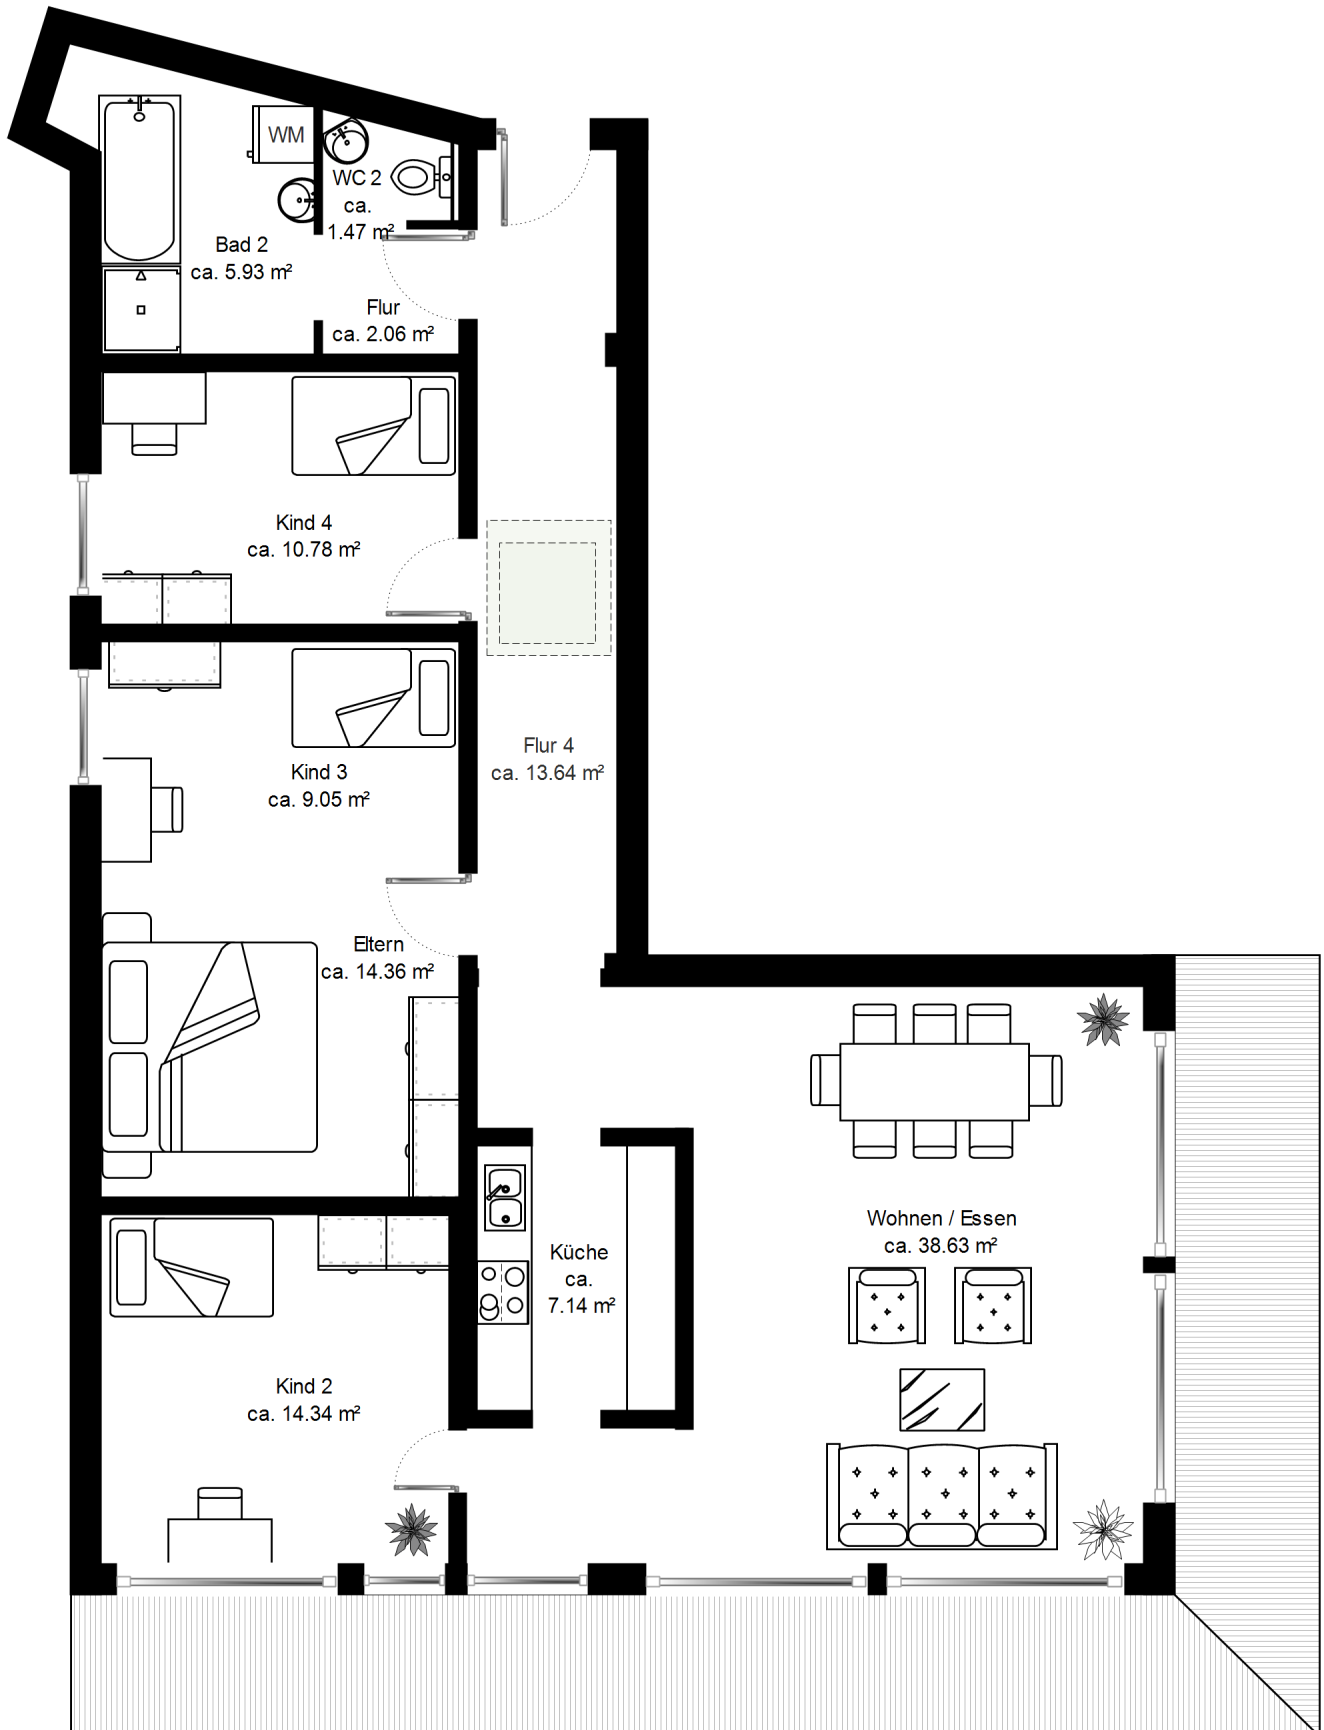 WM
WC 2
ca.
1.47 m²
Bad 2
ca. 5.93 m²
Flur
ca. 2.06 m²
Kind 4
ca. 10.78 m²
Flur 4
ca. 13.64 m²
Kind 3
ca. 9.05 m²
Eltern
ca. 14.36 m²
Wohnen / Essen
ca. 38.63 m²
Küche
ca.
7.14 m²
Kind 2
ca. 14.34 m²